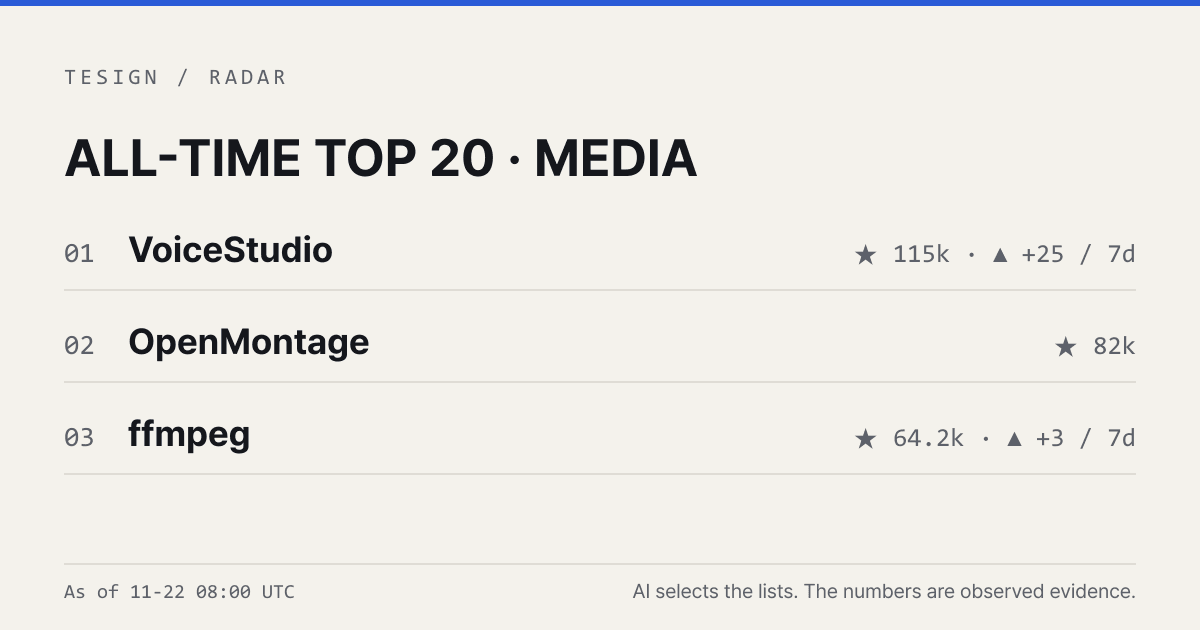 TESIGN / RADAR
ALL-TIME TOP 20 · MEDIA
01 VoiceStudio ★ 115k · ▲ +25 / 7d
02 OpenMontage ★ 82k
03 ffmpeg ★ 64.2k · ▲ +3 / 7d
As of 11-22 08:00 UTC AI selects the lists. The numbers are observed evidence.